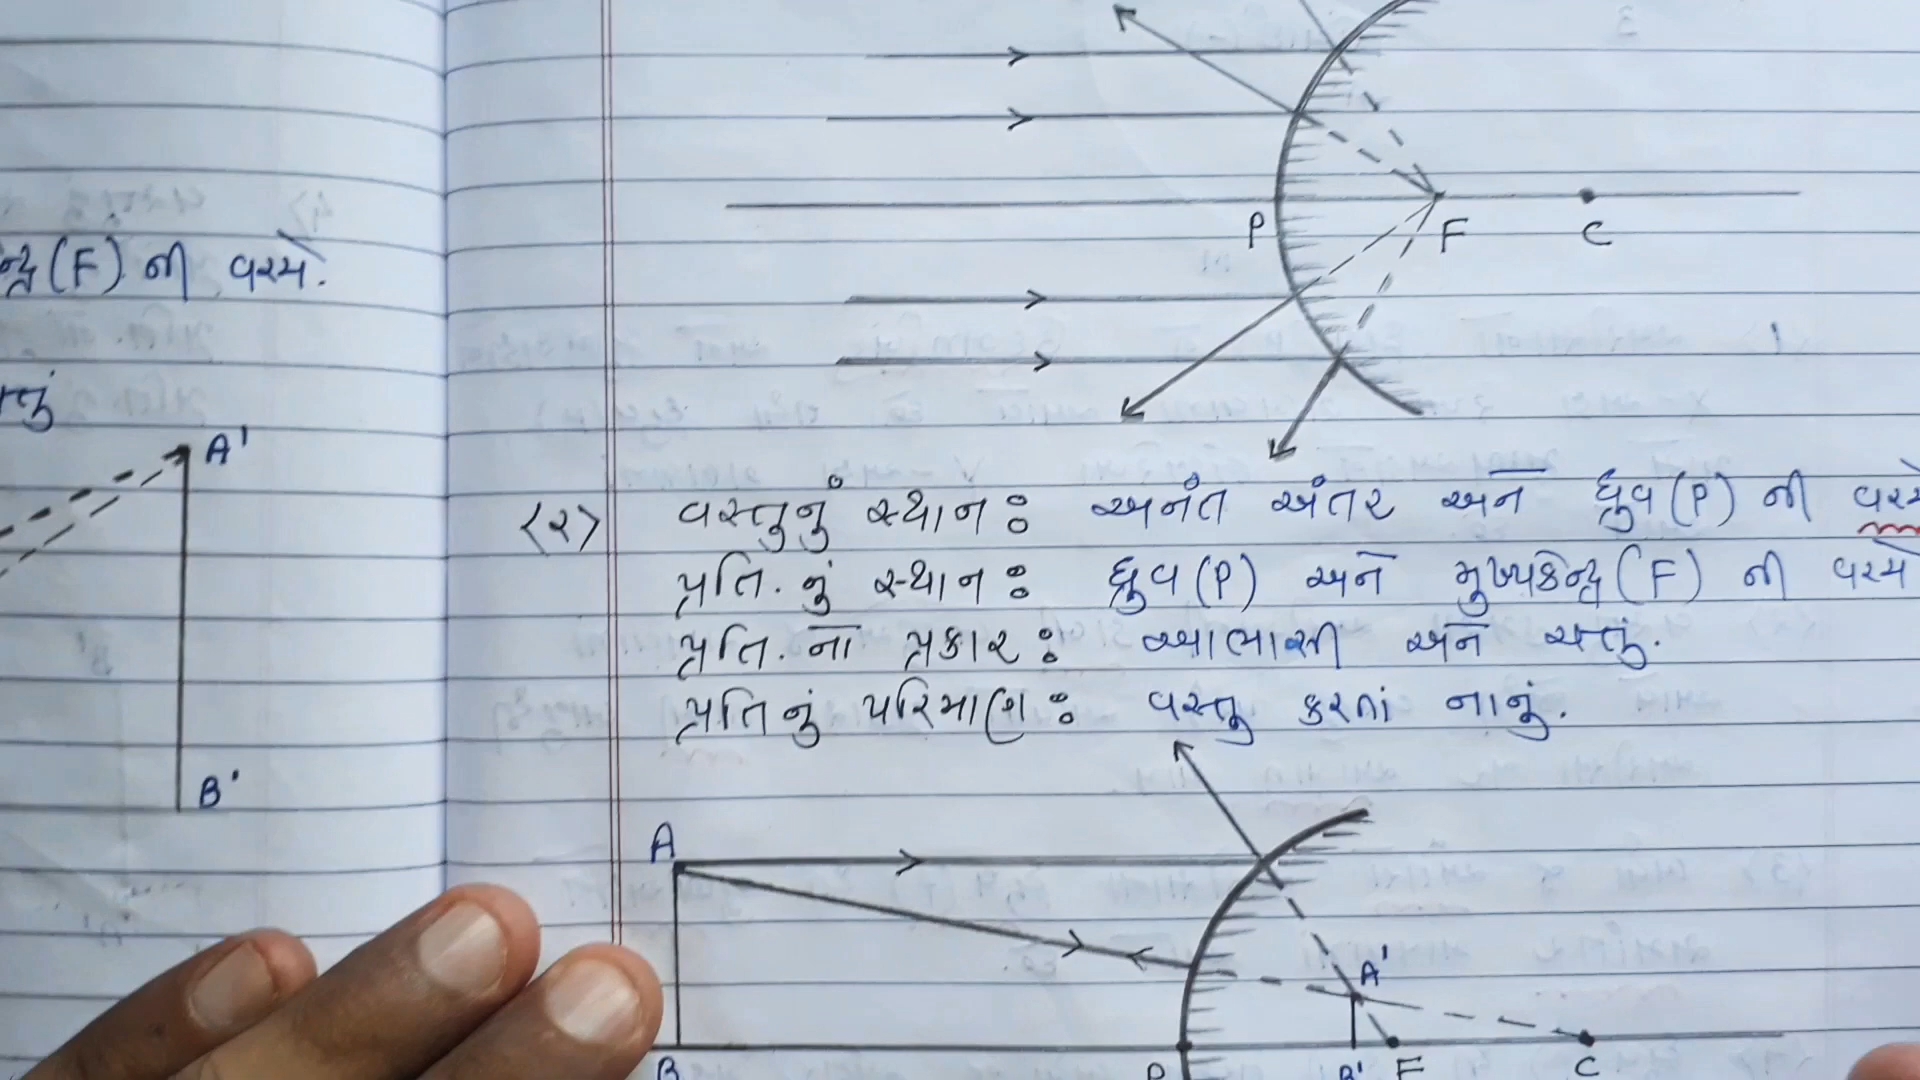 ન્દ્ર(F) ની વચ્ચે.
A'
B'
P F C
<૨> વસ્તુનું સ્થાન : અનંત અંતર અને ધ્રુવ(P) ની વચ્ચે
પ્રતિ. નું સ્થાન : ધ્રુવ(P) અને મુખ્યકેન્દ્ર(F) ની વચ્ચે
પ્રતિ. નો પ્રકાર : આભાસી અને ચત્તું.
પ્રતિનું પરિમાણ : વસ્તુ કરતાં નાનું.
A
A'
B P B' F C